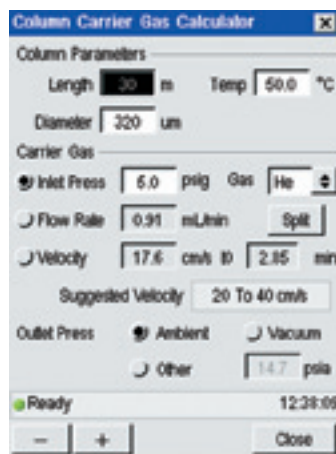 Column Carrier Gas Calculator
Column Parameters
Length 30 m Temp 50.0 °C
Diameter 320 um
Carrier Gas
Inlet Press 5.0 psig Gas He
Flow Rate 0.91 mL/min Split
Velocity 17.6 cm/s t0 2.85 min
Suggested Velocity 20 To 40 cm/s
Outlet Press Ambient Vacuum
Other 14.7 psia
Ready 12:38:09
- + Close